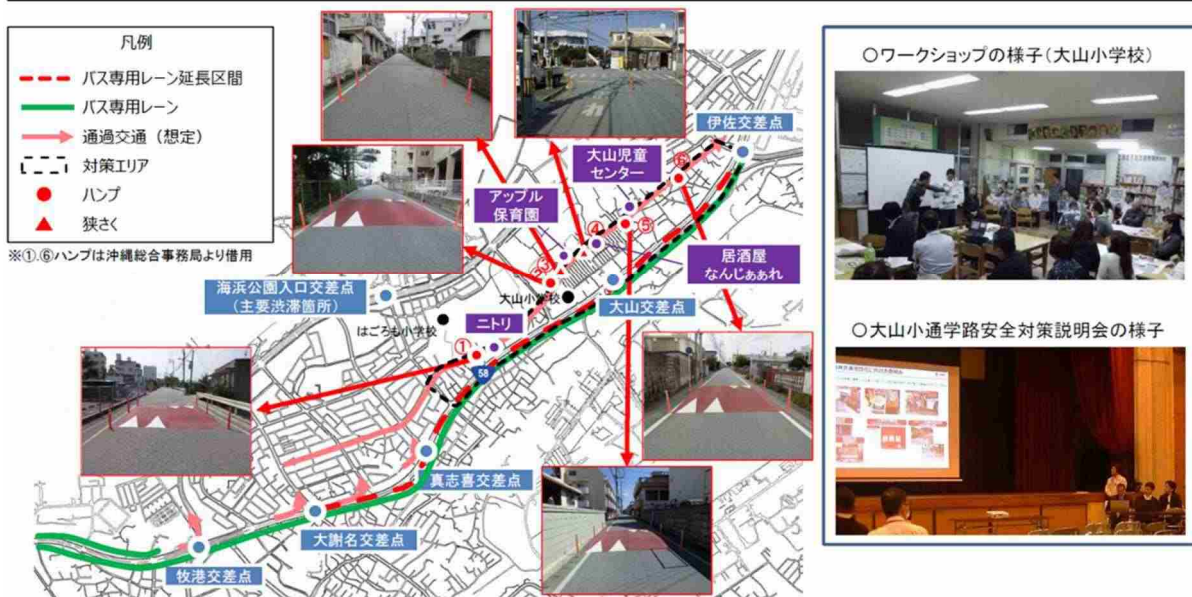 凡例
バス専用レーン延長区間
バス専用レーン
通過交通（想定）
対策エリア
ハンプ
狭さく
※①,⑥ハンプは沖縄総合事務局より借用
伊佐交差点
大山児童
センター
アップル
保育園
⑥
④
⑤
③
居酒屋
なんじぁぁれ
海浜公園入口交差点
（主要渋滞箇所）
大山小学校
大山交差点
はごろも小学校
ニトリ
①
58
真志喜交差点
大謝名交差点
牧港交差点
○ワークショップの様子（大山小学校）
○大山小通学路安全対策説明会の様子